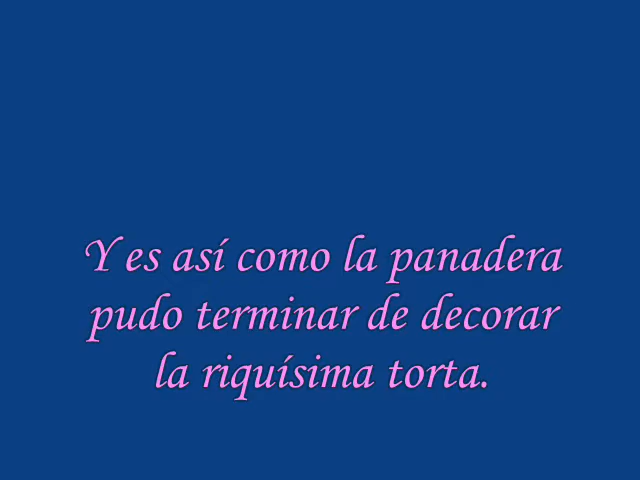 Y es así como la panadera
pudo terminar de decorar
la riquísima torta.